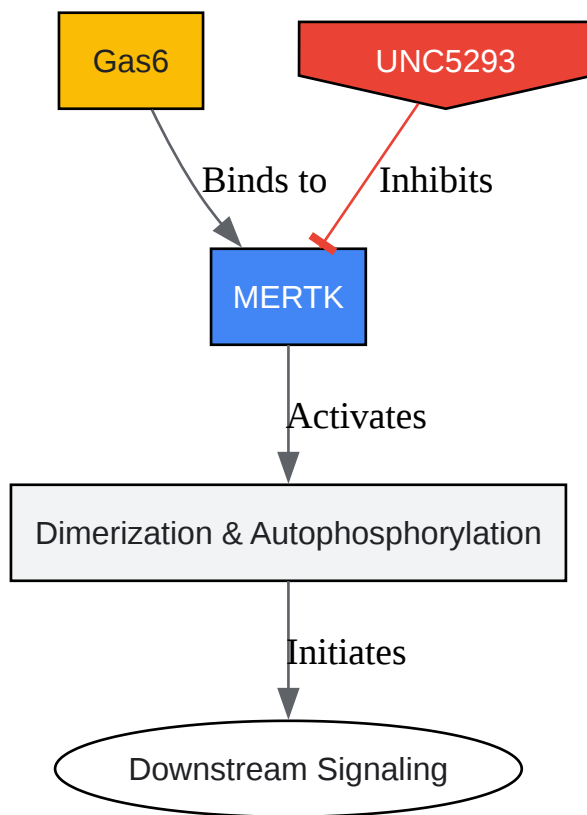 Gas6
UNC5293
Binds to
Inhibits
MERTK
Activates
Dimerization & Autophosphorylation
Initiates
Downstream Signaling